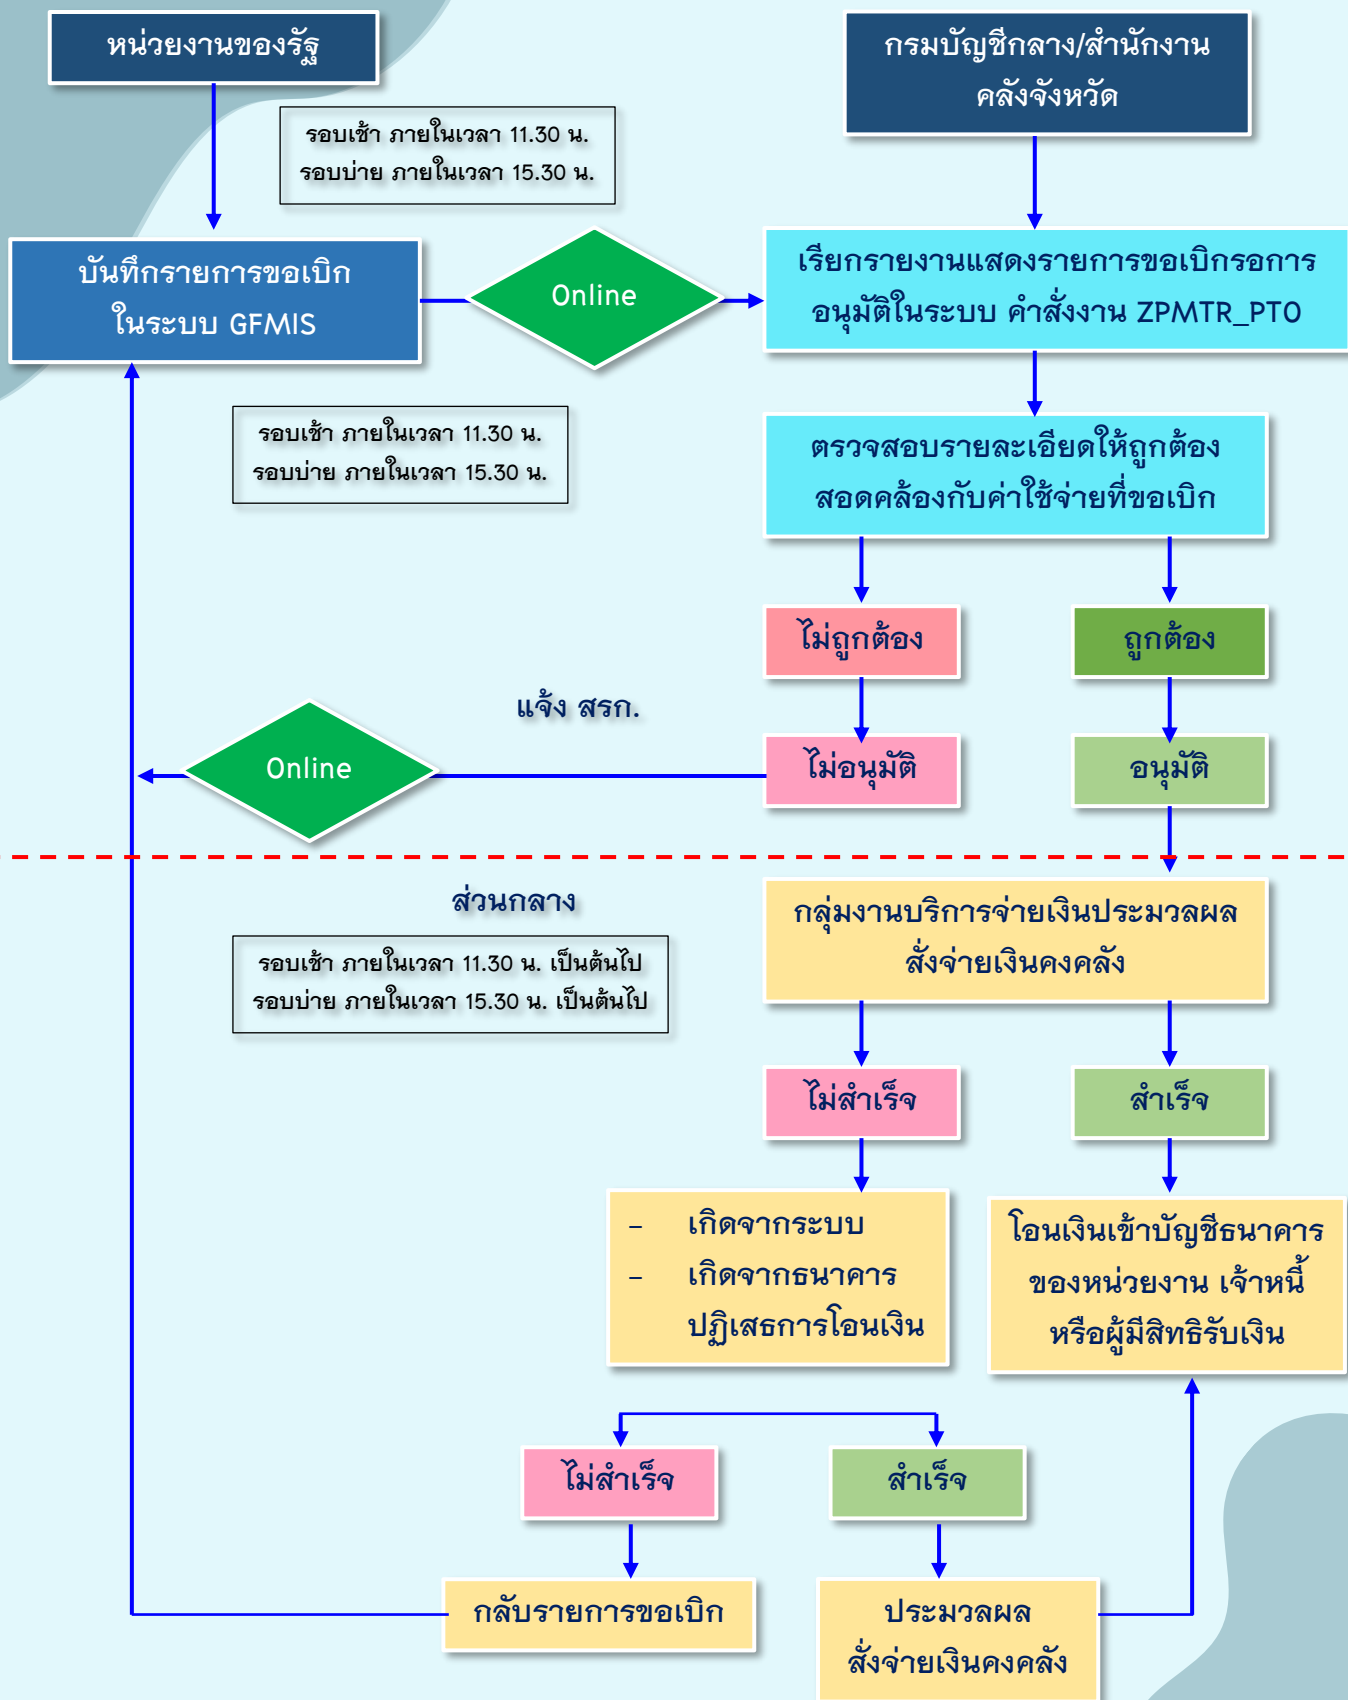 หน่วยงานของรัฐ
กรมบัญชีกลาง/สำนักงาน
คลังจังหวัด
รอบเช้า ภายในเวลา 11.30 น.
รอบบ่าย ภายในเวลา 15.30 น.
บันทึกรายการขอเบิก
ในระบบ GFMIS
Online
เรียกรายงานแสดงรายการขอเบิกรอการ
อนุมัติในระบบ คำสั่งงาน ZPMTR_PTO
รอบเช้า ภายในเวลา 11.30 น.
รอบบ่าย ภายในเวลา 15.30 น.
ตรวจสอบรายละเอียดให้ถูกต้อง
สอดคล้องกับค่าใช้จ่ายที่ขอเบิก
ไม่ถูกต้อง
ถูกต้อง
แจ้ง สรก.
Online
ไม่อนุมัติ
อนุมัติ
ส่วนกลาง
รอบเช้า ภายในเวลา 11.30 น. เป็นต้นไป
รอบบ่าย ภายในเวลา 15.30 น. เป็นต้นไป
กลุ่มงานบริการจ่ายเงินประมวลผล
สั่งจ่ายเงินคงคลัง
ไม่สำเร็จ
สำเร็จ
- เกิดจากระบบ
- เกิดจากธนาคาร
ปฏิเสธการโอนเงิน
โอนเงินเข้าบัญชีธนาคาร
ของหน่วยงาน เจ้าหนี้
หรือผู้มีสิทธิรับเงิน
ไม่สำเร็จ
สำเร็จ
กลับรายการขอเบิก
ประมวลผล
สั่งจ่ายเงินคงคลัง